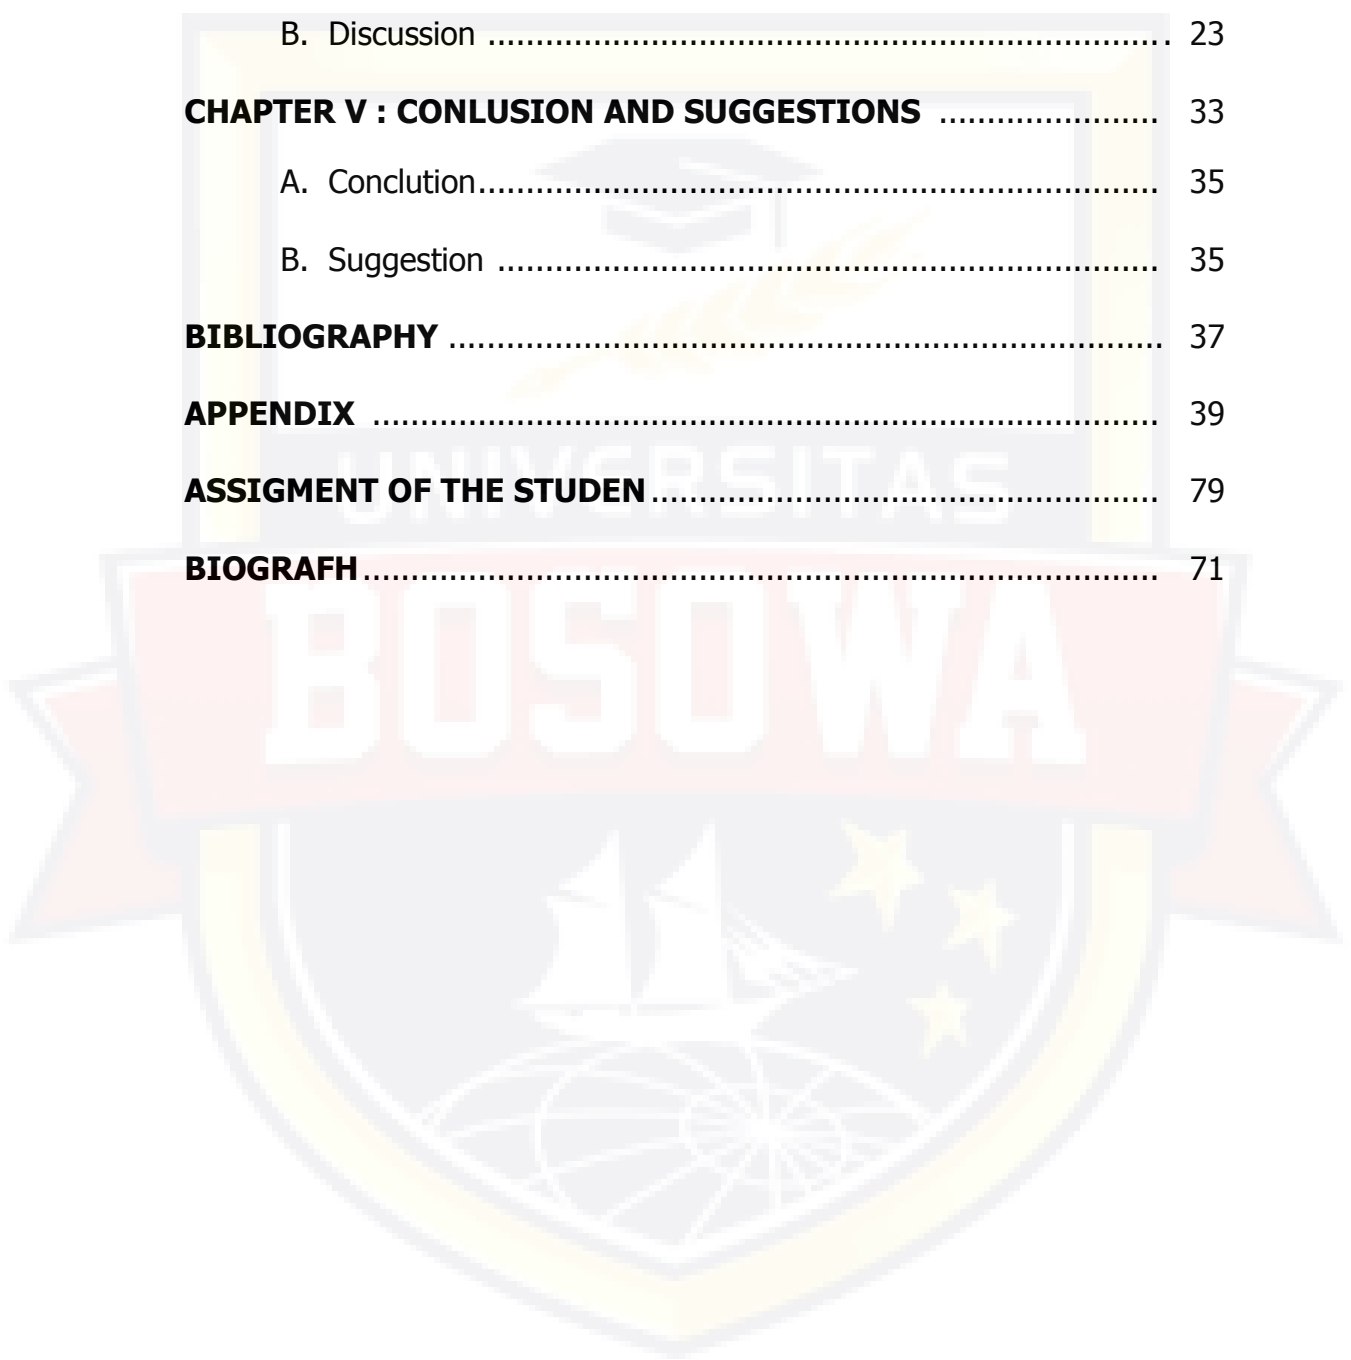 B. Discussion ........................................................................ 23
CHAPTER V : CONLUSION AND SUGGESTIONS ....................... 33
A. Conclution....................................................................... 35
B. Suggestion ..................................................................... 35
BIBLIOGRAPHY .......................................................................... 37
APPENDIX .................................................................................. 39
UNIVERSITAS
ASSIGMENT OF THE STUDEN..................................................... 79
BIOGRAFH................................................................................... 71
BOSOWA